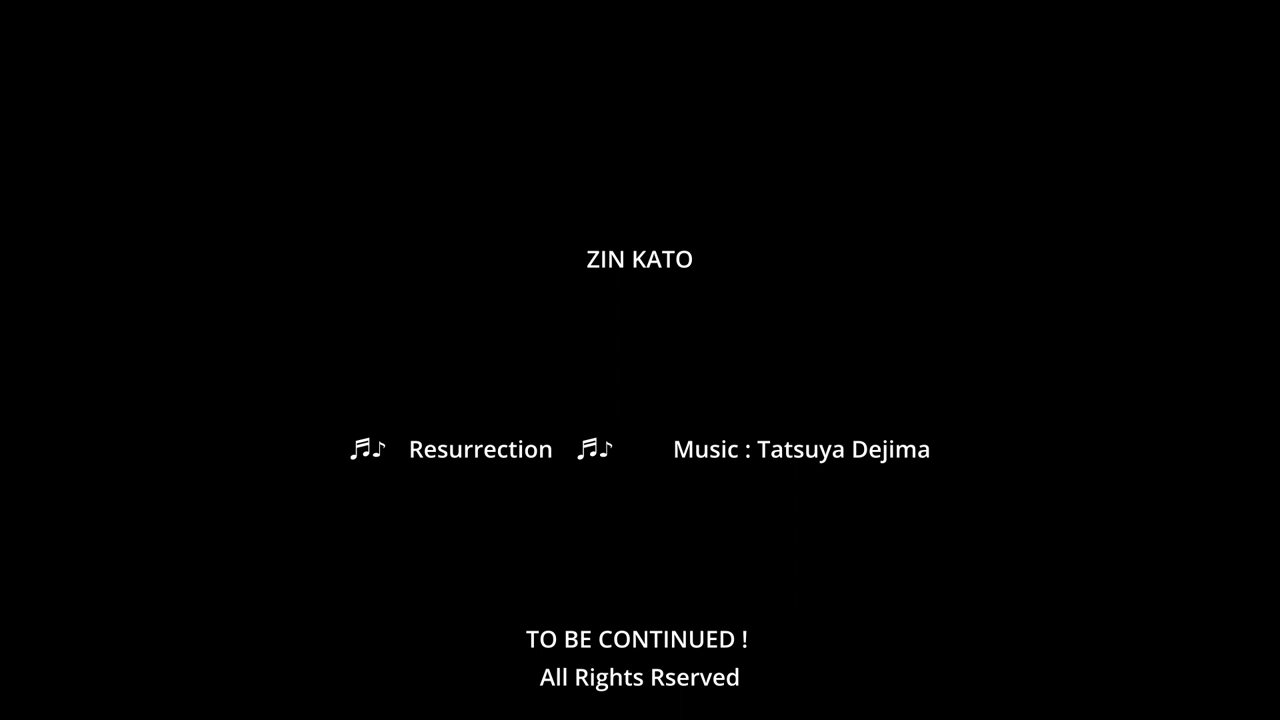 ZIN KATO
🎵♪ Resurrection 🎵♪ Music : Tatsuya Dejima
TO BE CONTINUED !
All Rights Rserved